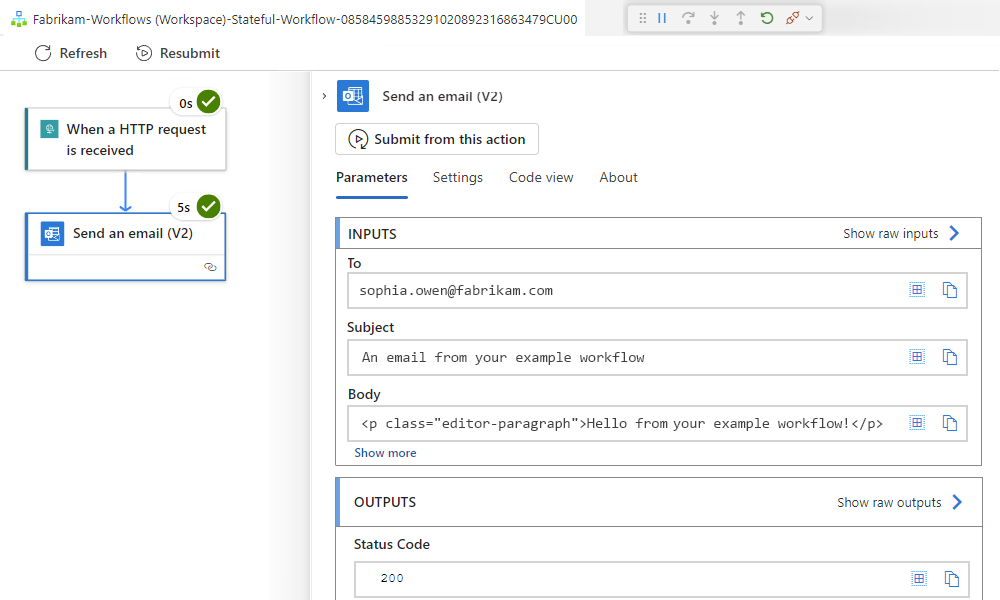 Fabrikam-Workflows (Workspace)-Stateful-Workflow-08584598853291020892316863479CU00
Refresh
Resubmit
0s
When a HTTP request
is received
5s
Send an email (V2)
Send an email (V2)
Submit from this action
Parameters
Settings
Code view
About
INPUTS
Show raw inputs
To
sophia.owen@fabrikam.com
Subject
An email from your example workflow
Body
<p class="editor-paragraph">Hello from your example workflow!</p>
Show more
OUTPUTS
Show raw outputs
Status Code
200